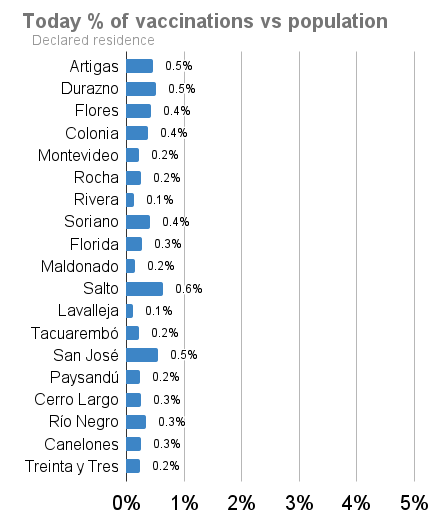 Today % of vaccinations vs population
Declared residence
Artigas 0.5%
Durazno 0.5%
Flores 0.4%
Colonia 0.4%
Montevideo 0.2%
Rocha 0.2%
Rivera 0.1%
Soriano 0.4%
Florida 0.3%
Maldonado 0.2%
Salto 0.6%
Lavalleja 0.1%
Tacuarembó 0.2%
San José 0.5%
Paysandú 0.2%
Cerro Largo 0.3%
Río Negro 0.3%
Canelones 0.3%
Treinta y Tres 0.2%
0% 1% 2% 3% 4% 5%